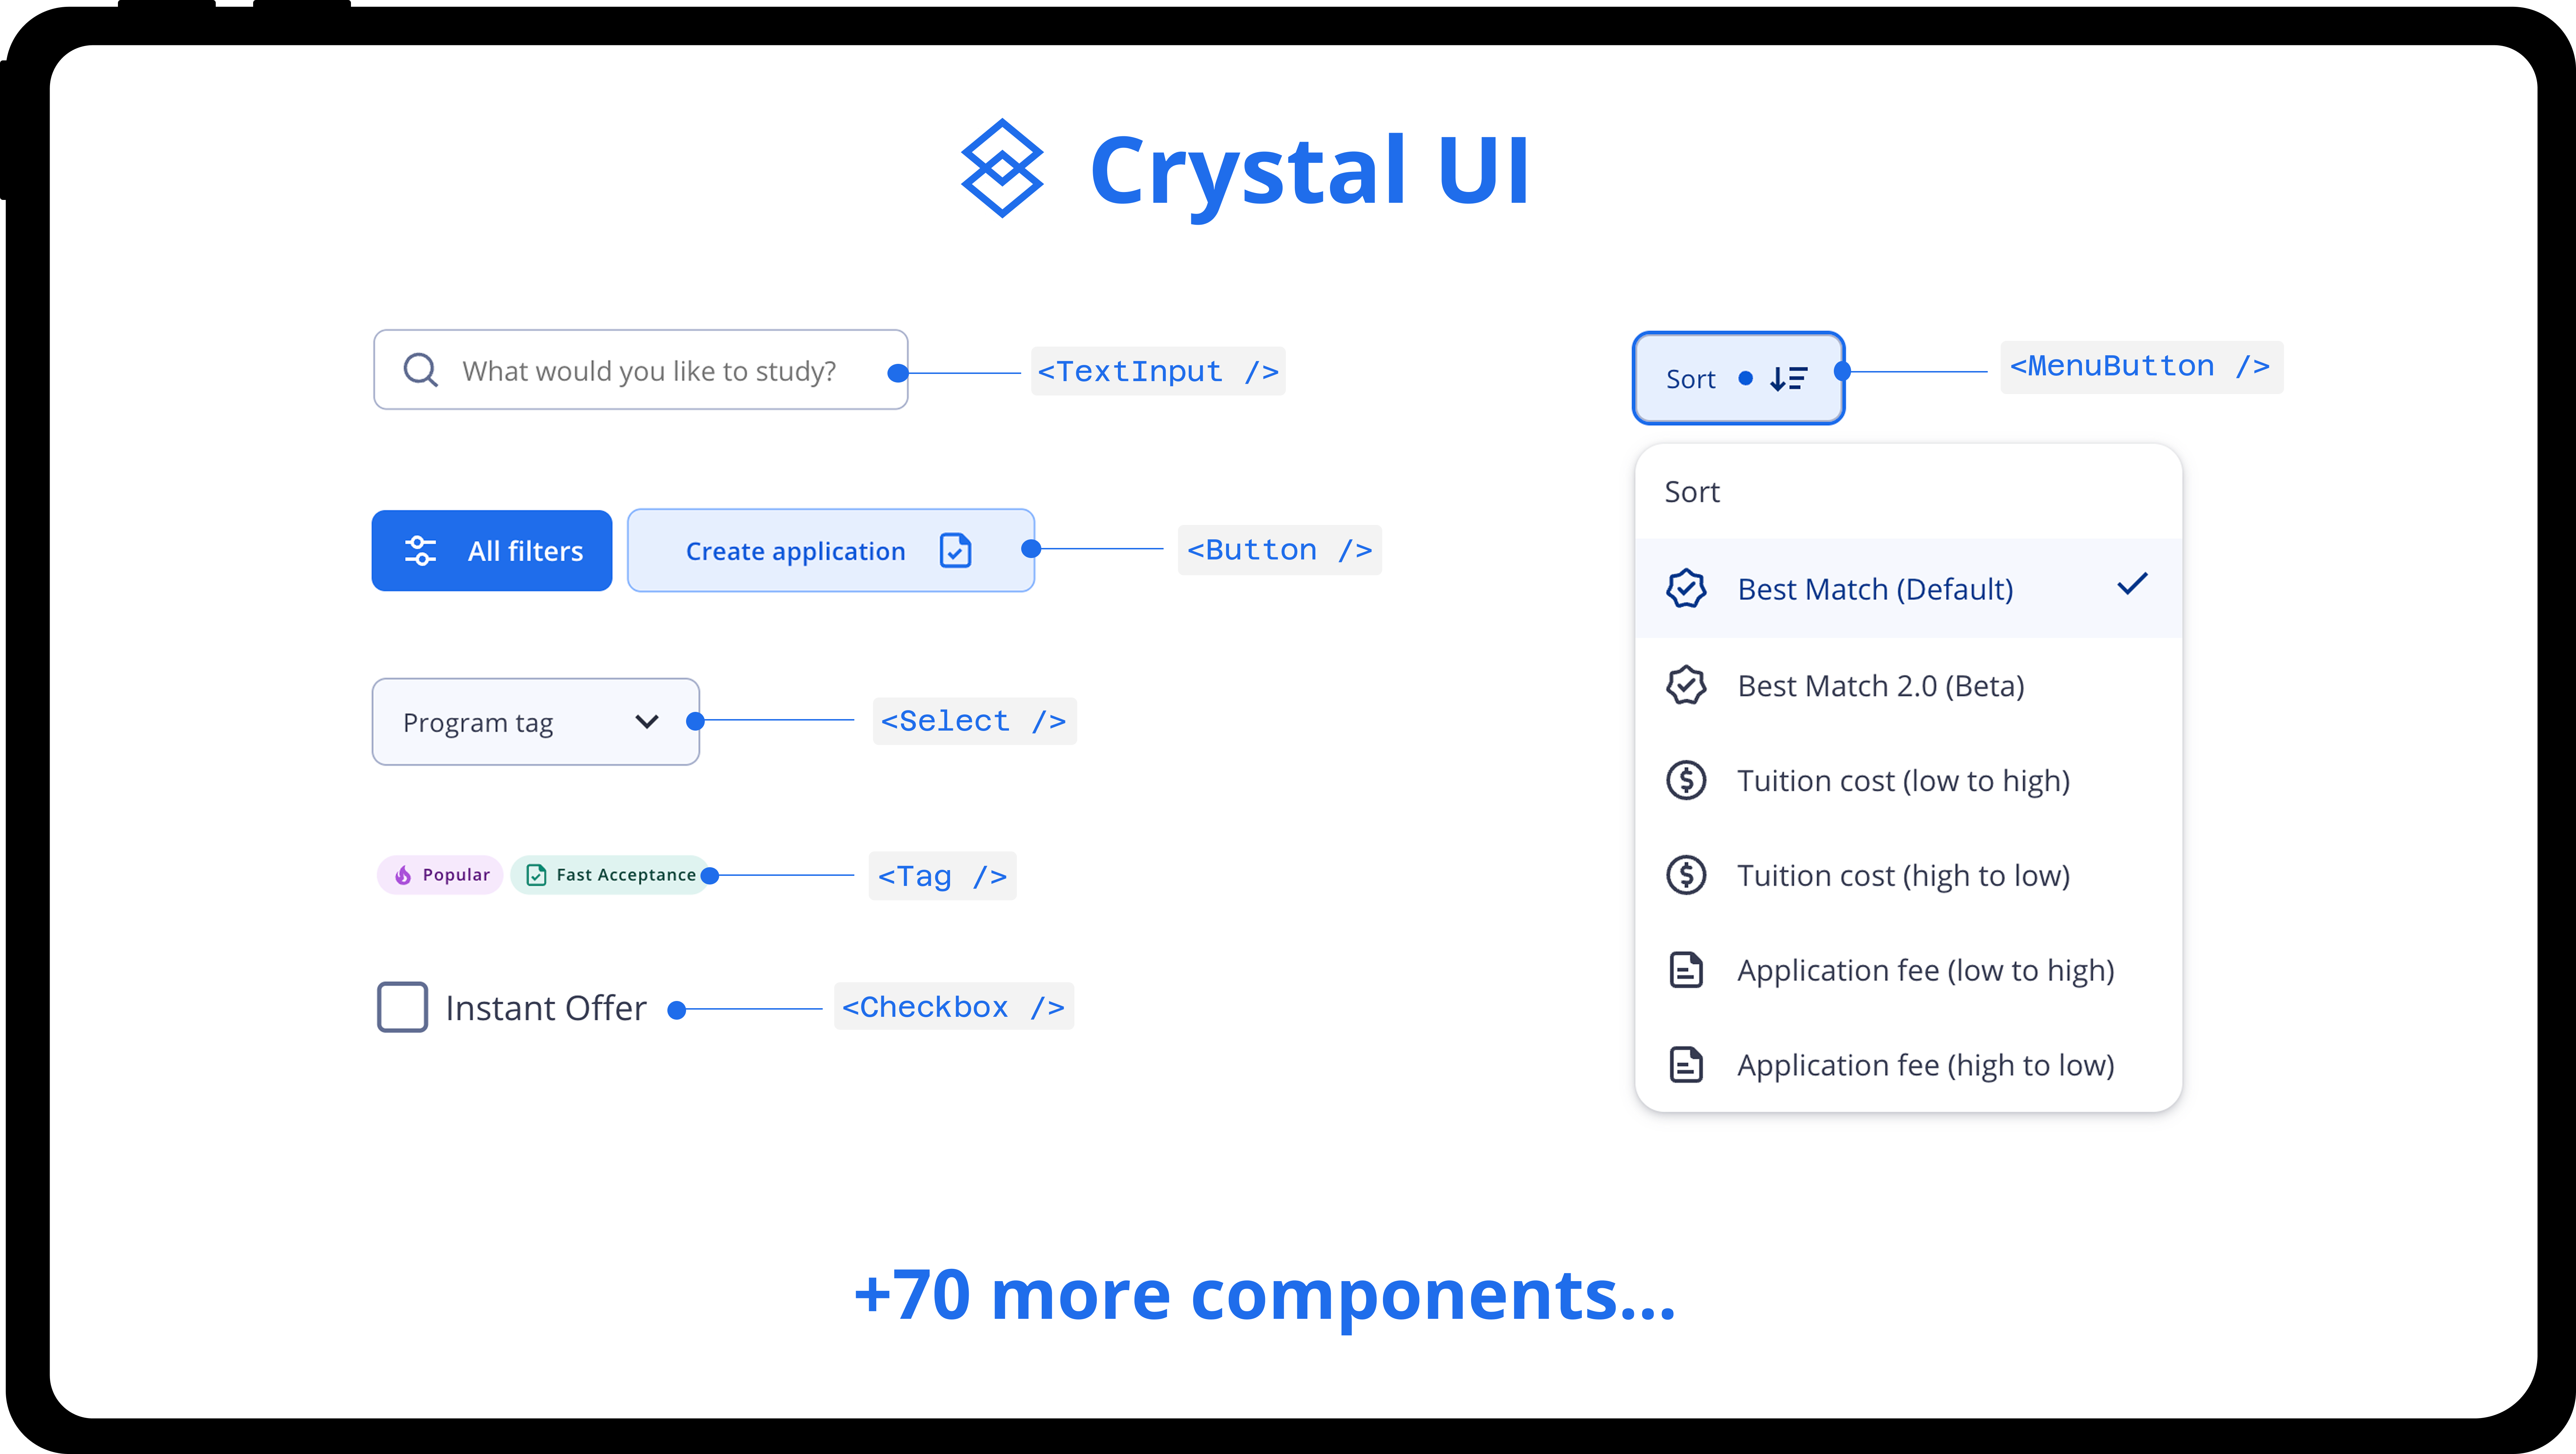 Crystal UI
What would you like to study?
<TextInput />
All filters
Create application
<Button />
Program tag
<Select />
Popular
Fast Acceptance
<Tag />
Instant Offer
<Checkbox />
Sort
<MenuButton />
Sort
Best Match (Default)
Best Match 2.0 (Beta)
Tuition cost (low to high)
Tuition cost (high to low)
Application fee (low to high)
Application fee (high to low)
+70 more components...